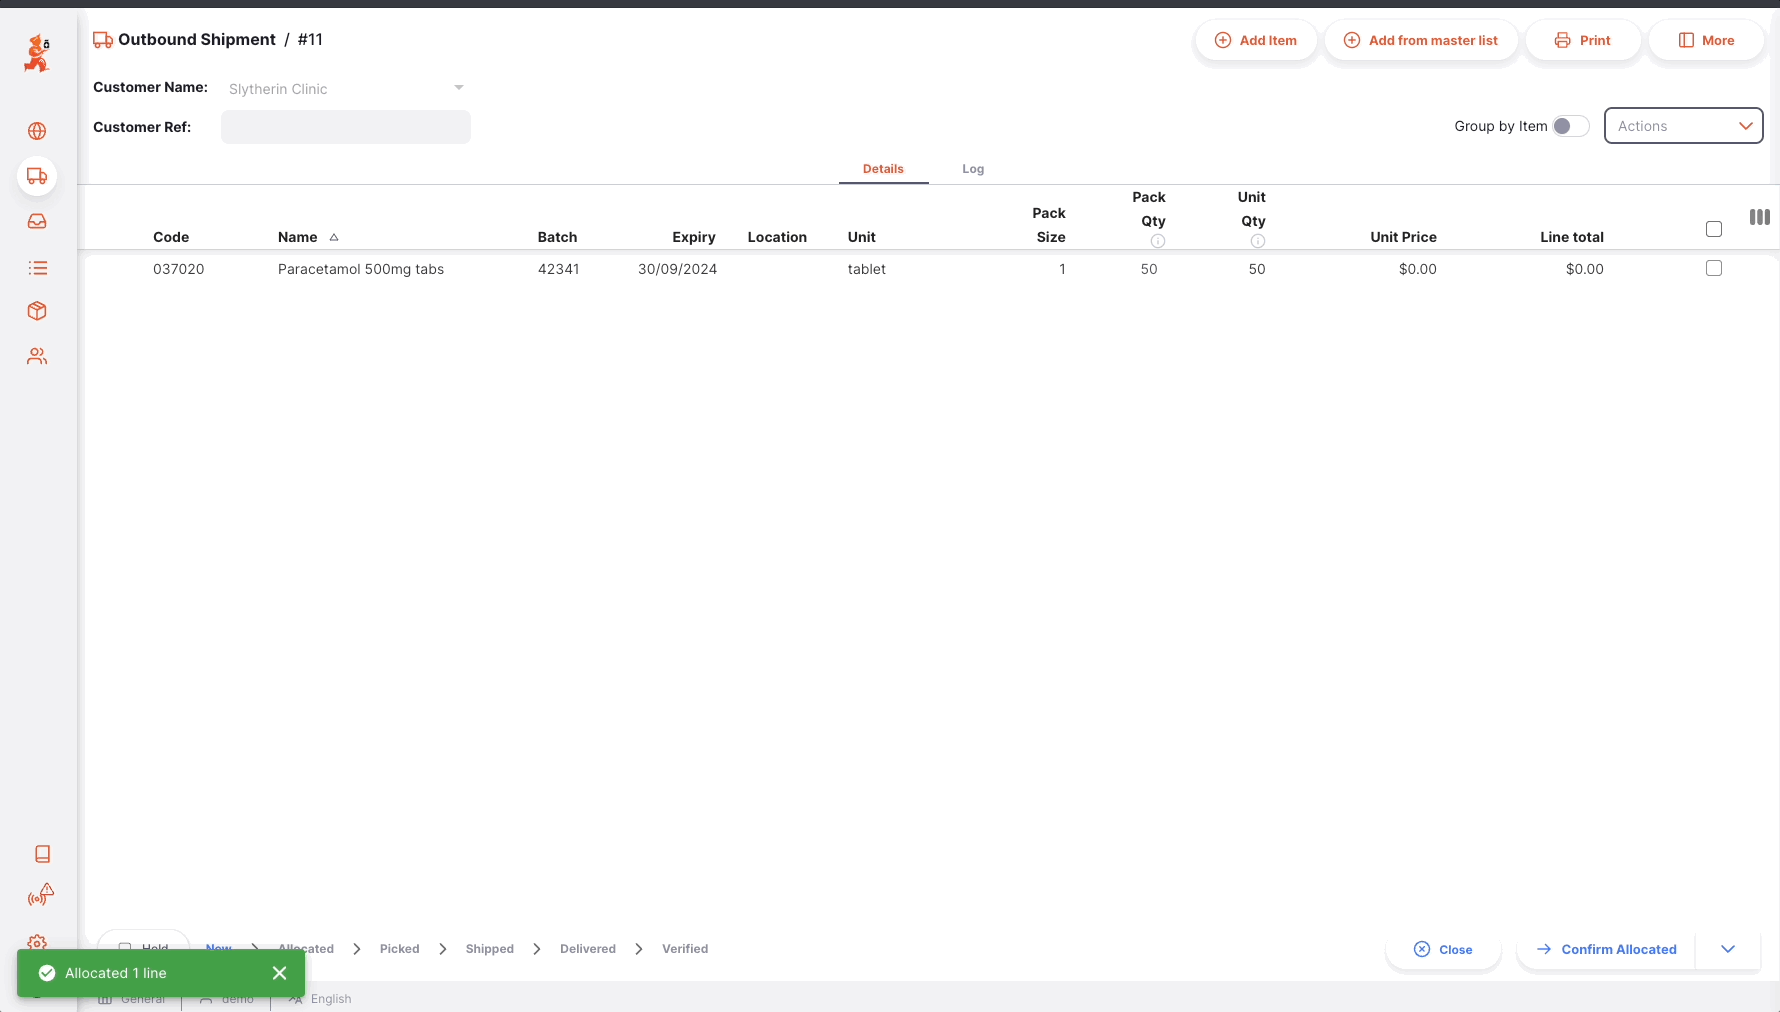 Outbound Shipment / #11
Add Item
Add from master list
Print
More
Customer Name: Slytherin Clinic
Customer Ref:
Group by Item
Actions
Details
Log
Code
Name
Batch
Expiry
Location
Unit
Pack Size
Pack Qty
Unit Qty
Unit Price
Line total
037020 Paracetamol 500mg tabs 42341 30/09/2024 tablet 1 50 50 $0.00 $0.00
Hold
New
Allocated
Picked
Shipped
Delivered
Verified
Close
Confirm Allocated
Allocated 1 line
General
demo
English